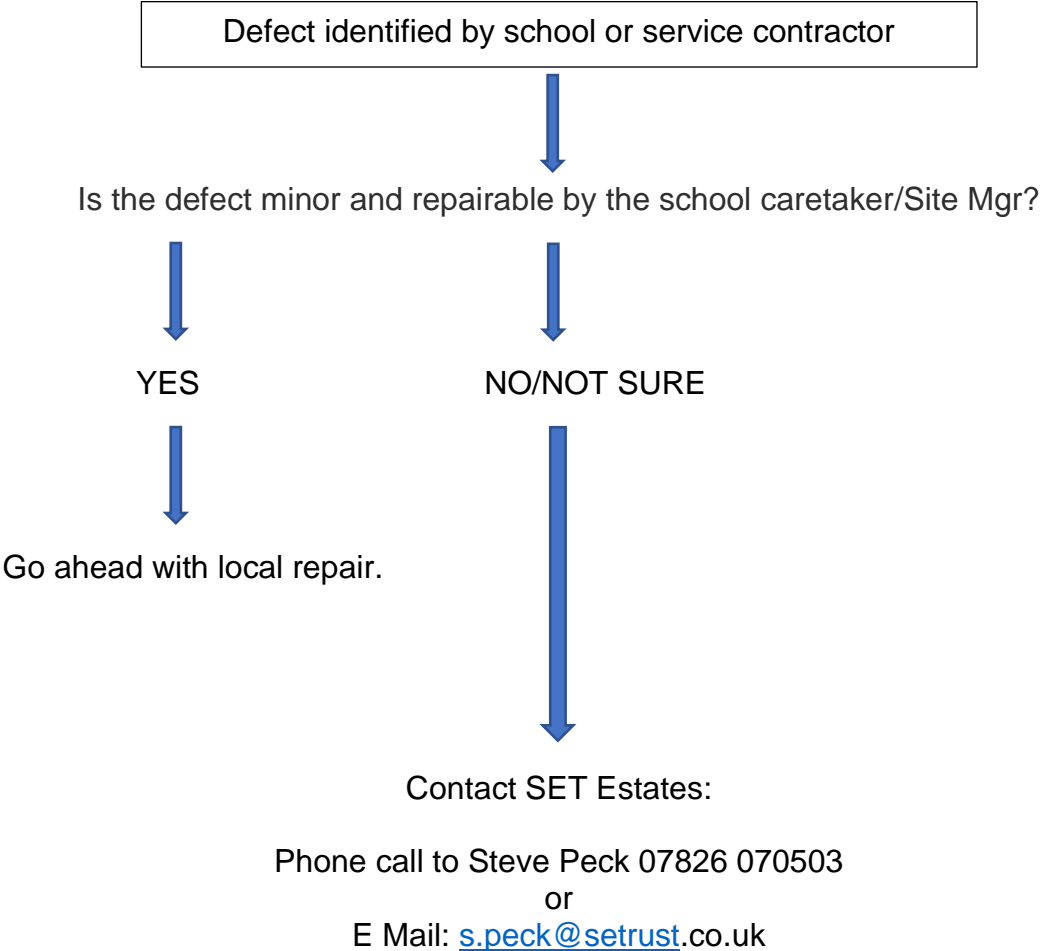 Defect identified by school or service contractor
Is the defect minor and repairable by the school caretaker/Site Mgr?
YES
NO/NOT SURE
Go ahead with local repair.
Contact SET Estates:
Phone call to Steve Peck 07826 070503
or
E Mail: s.peck@setrust.co.uk